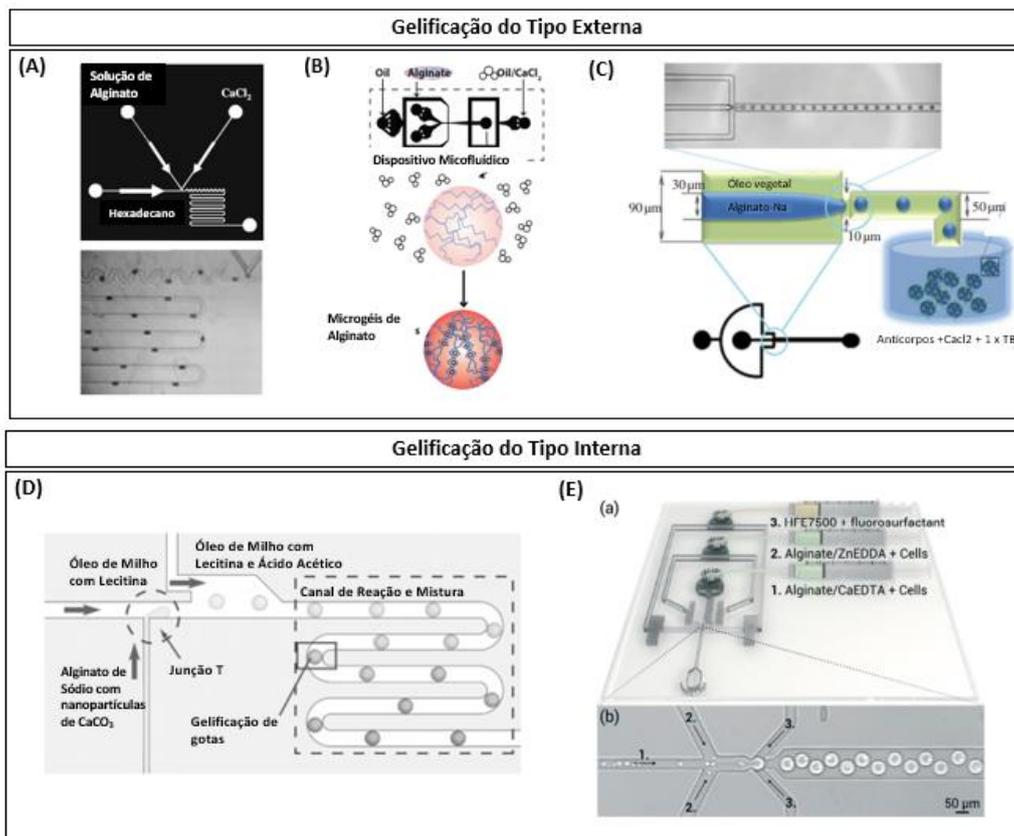 Gelificação do Tipo Externa
(A)
Solução de
Alginato
CaCl₂
Hexadecano
(B)
Oil
Alginate
Oil/CaCl₂
Dispositivo Micofluídico
Microgéis de
Alginato
s
(C)
30 µm
90 µm
Óleo vegetal
Alginato-Na
10 µm
50 µm
Anticorpos +Cacl2 + 1 x TB
Gelificação do Tipo Interna
(D)
Óleo de Milho
com Lecitina
Óleo de Milho com
Lecitina e Ácido Acético
Canal de Reação e Mistura
Alginato de
Sódio com
nanopartículas
de CaCO₃
Junção T
Gelificação de
gotas
(E)
(a)
3. HFE7500 + fluorosurfactant
2. Alginate/ZnEDDA + Cells
1. Alginate/CaEDTA + Cells
(b)
2.
3.
1.
2.
3.
50 µm